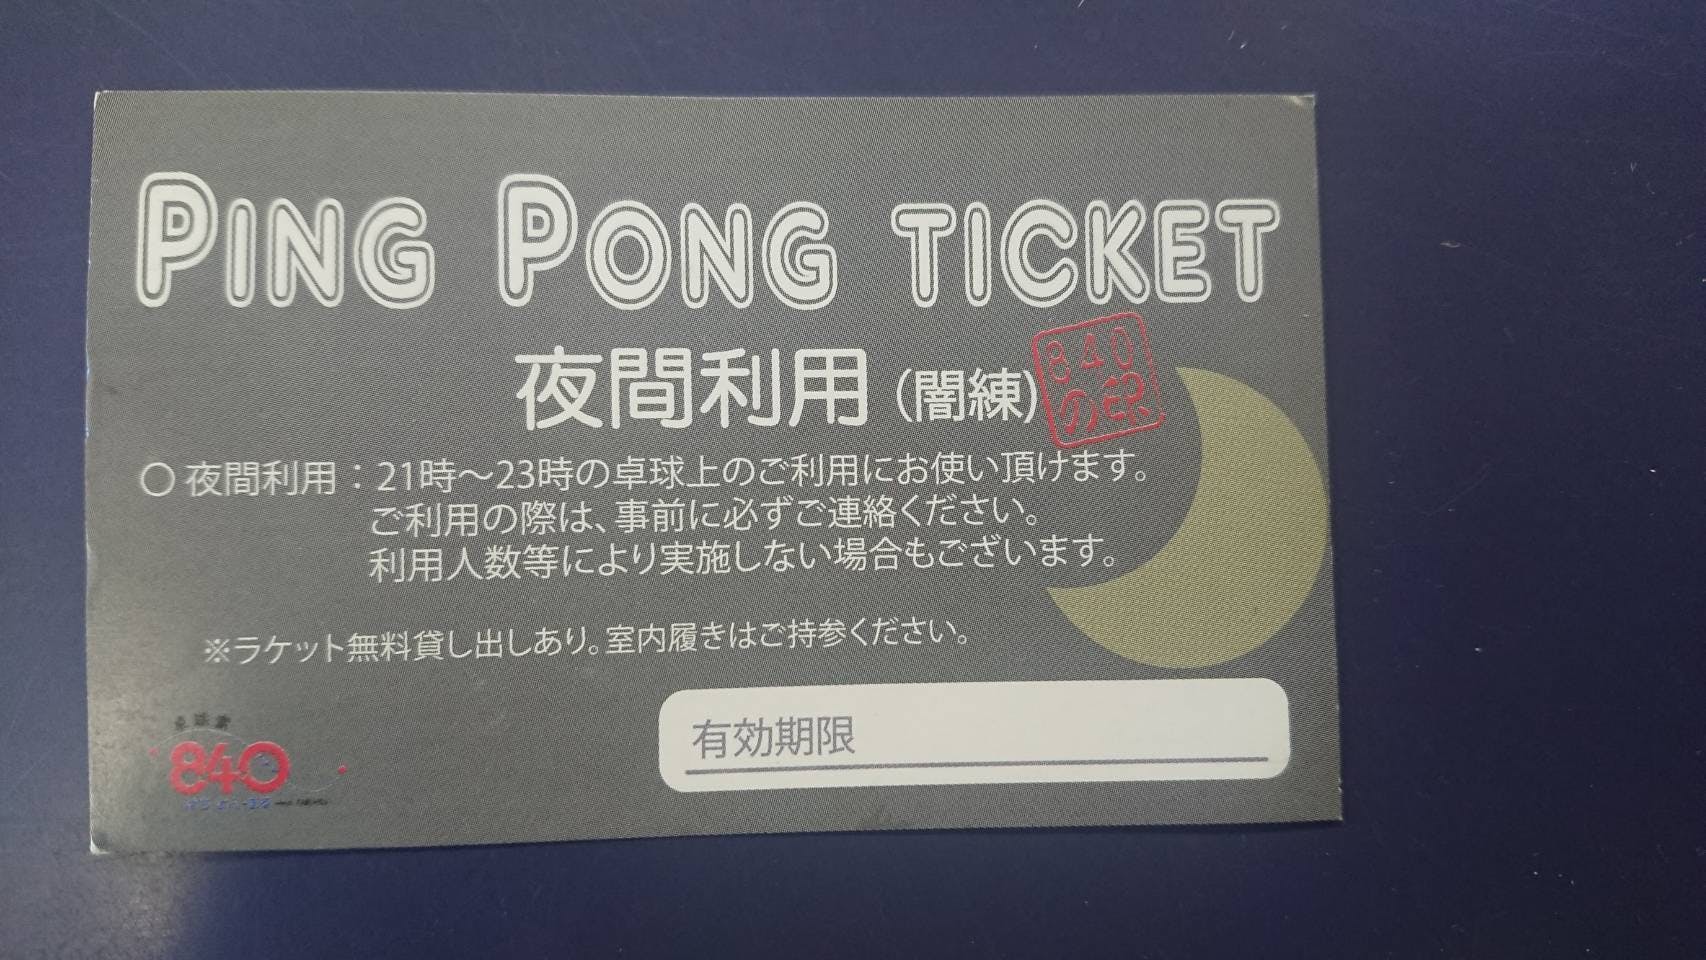 PING PONG TICKET
夜間利用 (闇練)
840
の印
○ 夜間利用：21時～23時の卓球上のご利用にお使い頂けます。
ご利用の際は、事前に必ずご連絡ください。
利用人数等により実施しない場合もございます。
※ラケット無料貸し出しあり。室内履きはご持参ください。
840
有効期限